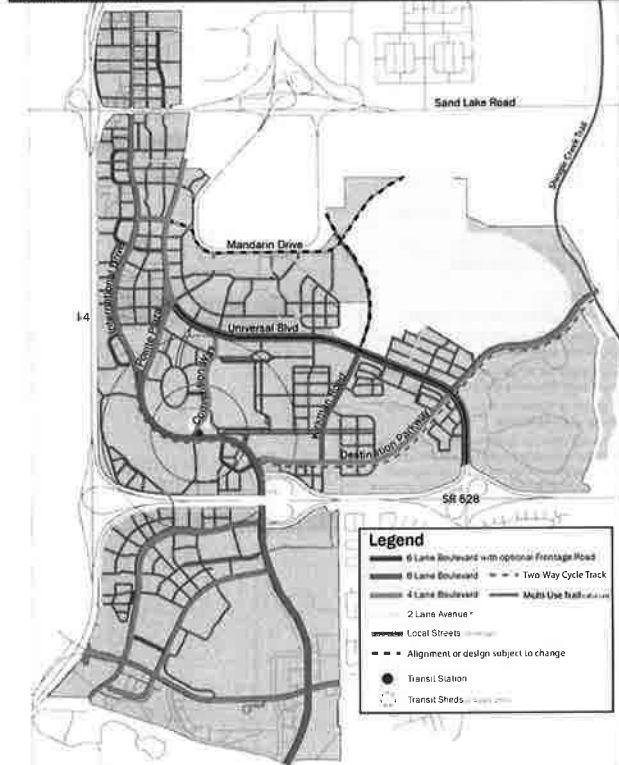 Sand Lake Road
Shingle Creek Trail
Mandarin Drive
International Drive
I-4
Pointe Plaza
Universal Blvd
Convention Way
Kirkman Road
Destination Parkway
SR 528
Legend
6 Lane Boulevard with optional Frontage Road
6 Lane Boulevard
Two-Way Cycle Track
4 Lane Boulevard
Multi Use Trail
2 Lane Avenue
Local Streets
Alignment or design subject to change
Transit Station
Transit Sheds